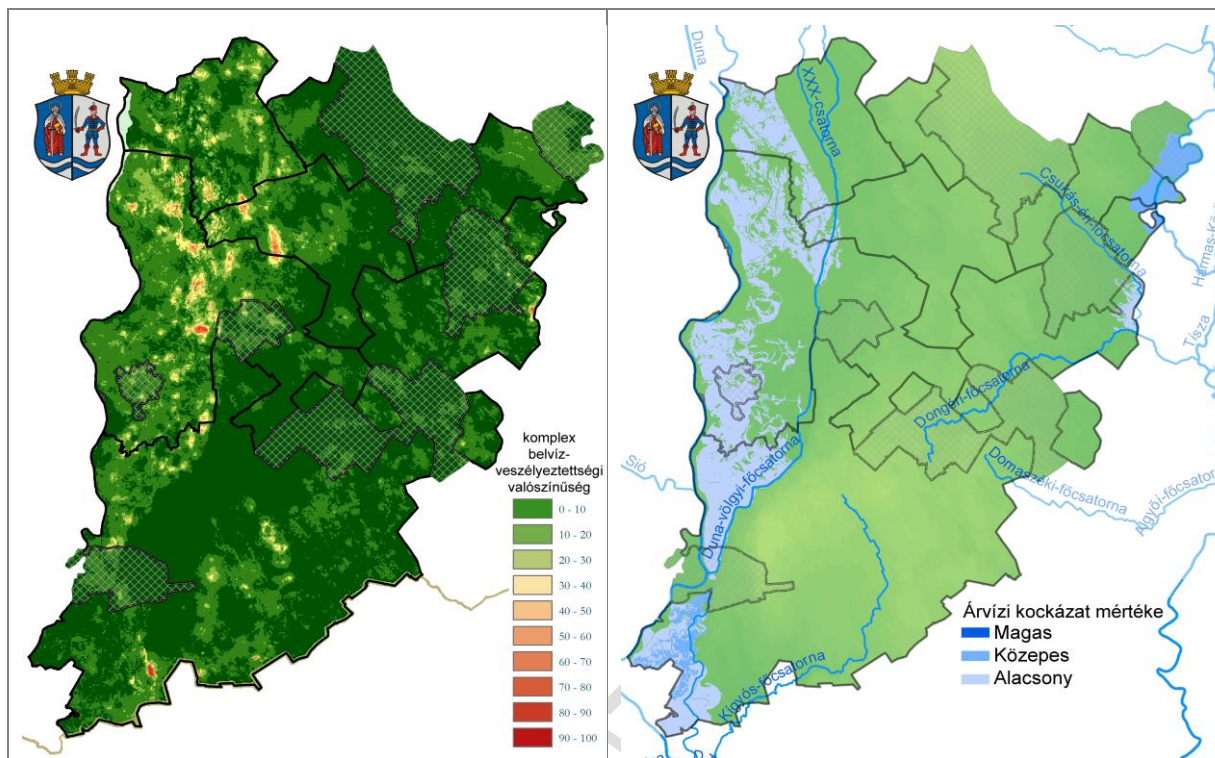 komplex
belvíz-
veszélyeztettségi
valószínűség
0 - 10
10 - 20
20 - 30
30 - 40
40 - 50
50 - 60
60 - 70
70 - 80
80 - 90
90 - 100
Duna
XXX-csatorna
Csukás-éri-főcsatorna
Tisza
Dongéri-főcsatorna
Domaszéki-főcsatorna
Algyői-főcsatorna
Sió
Duna-völgyi-főcsatorna
Kígyós-főcsatorna
Árvízi kockázat mértéke
Magas
Közepes
Alacsony